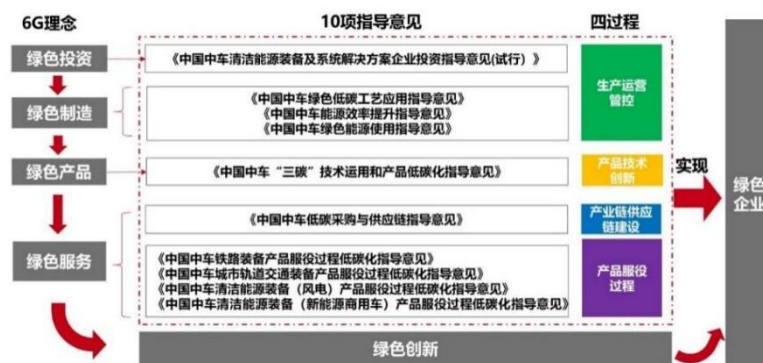 6G理念
10项指导意见
四过程
绿色投资
《中国中车清洁能源装备及系统解决方案企业投资指导意见(试行) 》
生产运营
管控
绿色制造
《中国中车绿色低碳工艺应用指导意见》
《中国中车能源效率提升指导意见》
《中国中车绿色能源使用指导意见》
绿色产品
《中国中车“三碳”技术运用和产品低碳化指导意见》
产品技术
创新
实现
绿色
企业
《中国中车低碳采购与供应链指导意见》
产业链供应
链建设
绿色服务
《中国中车铁路装备产品服役过程低碳化指导意见》
《中国中车城市轨道交通装备产品服役过程低碳化指导意见》
《中国中车清洁能源装备（风电）产品服役过程低碳化指导意见》
《中国中车清洁能源装备（新能源商用车）产品服役过程低碳化指导意见》
产品服役
过程
绿色创新